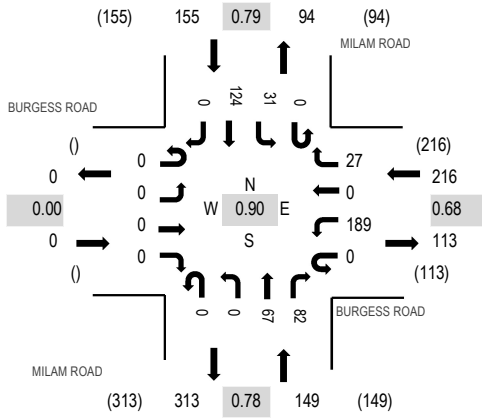 (155) 155 0.79 94 (94)
MILAM ROAD
BURGESS ROAD
0 124 31 0
() (216)
0 0 27 216
0 0
N
0.00 W 0.90 E 0.68
S
0 0 189 113
() 0 0 (113)
0 0 67 82
BURGESS ROAD
MILAM ROAD
(313) 313 0.78 149 (149)